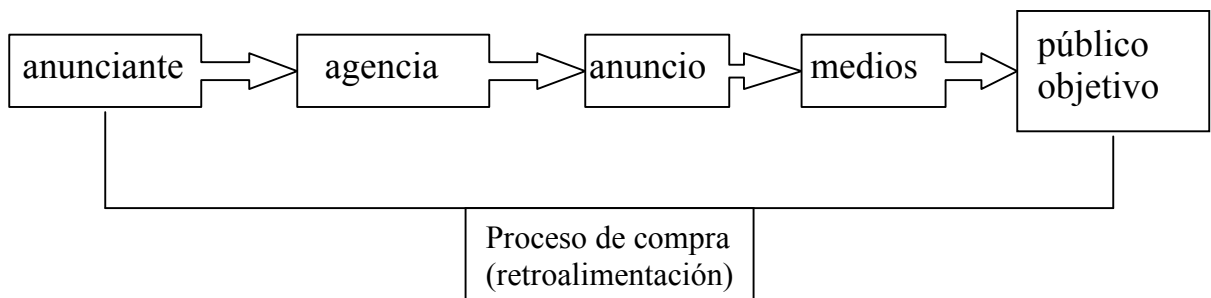 anunciante
agencia
anuncio
medios
público
objetivo
Proceso de compra
(retroalimentación)